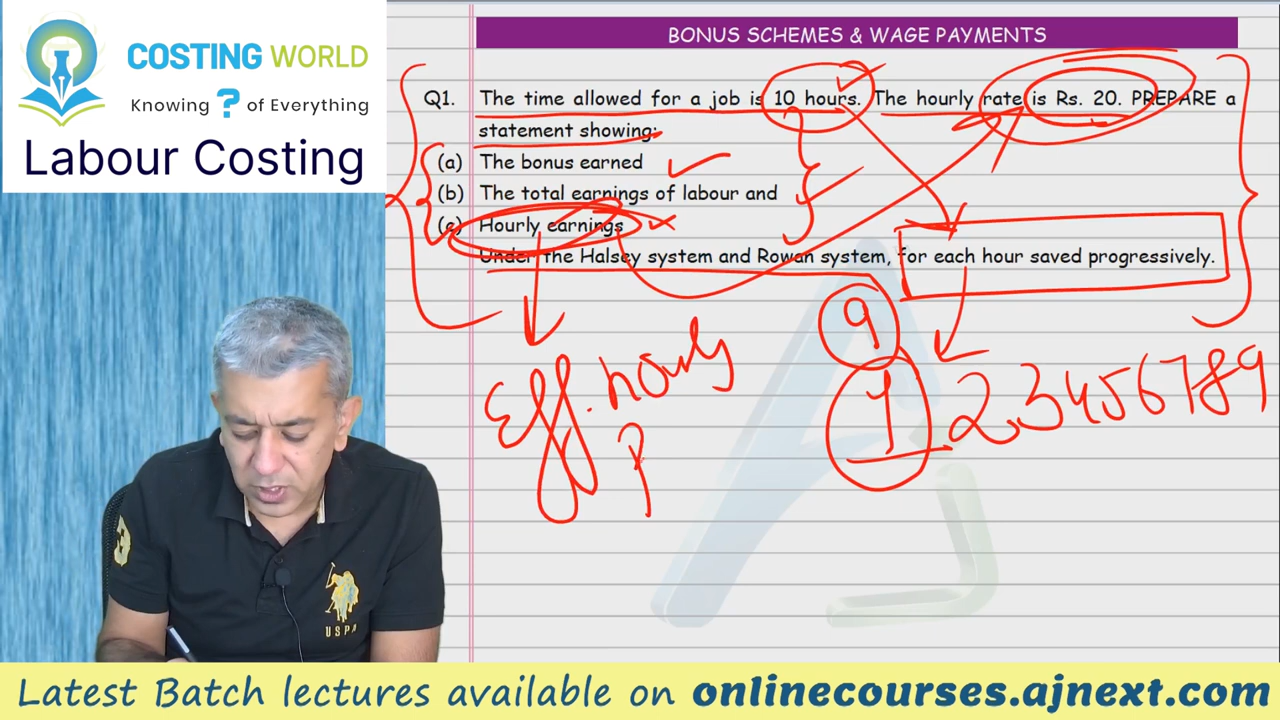 COSTING WORLD
Knowing ? of Everything
Labour Costing
BONUS SCHEMES & WAGE PAYMENTS
Q1. The time allowed for a job is 10 hours. The hourly rate is Rs. 20. PREPARE a
statement showing:
(a) The bonus earned
(b) The total earnings of labour and
(c) Hourly earnings
Under the Halsey system and Rowan system, for each hour saved progressively.
9
Eff. hourly
1 2 3 4 5 6 7 8 9
USPA
3
Latest Batch lectures available on onlinecourses.ajnext.com